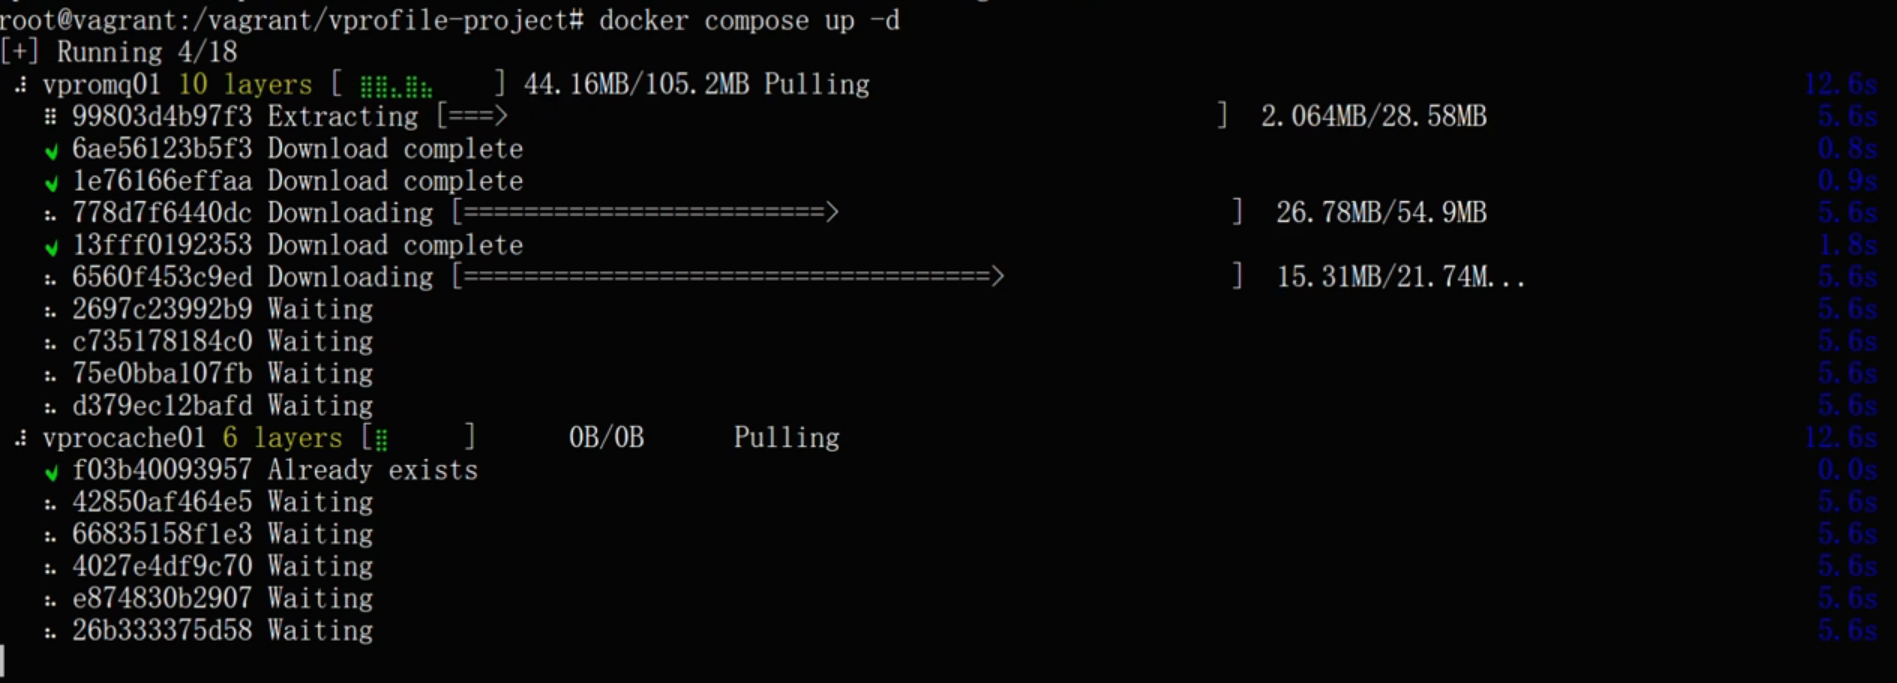 root@vagrant:/vagrant/vprofile-project# docker compose up -d
[+] Running 4/18
⠼ vpromq01 10 layers [ ⣿⣿⣄⣿⣦    ] 44.16MB/105.2MB Pulling 12.6s
⠿ 99803d4b97f3 Extracting [===> ] 2.064MB/28.58MB 5.6s
✔ 6ae56123b5f3 Download complete 0.8s
✔ 1e76166effaa Download complete 0.9s
⠦ 778d7f6440dc Downloading [========================> ] 26.78MB/54.9MB 5.6s
✔ 13fff0192353 Download complete 1.8s
⠦ 6560f453c9ed Downloading [===================================> ] 15.31MB/21.74M... 5.6s
⠦ 2697c23992b9 Waiting 5.6s
⠦ c735178184c0 Waiting 5.6s
⠦ 75e0bba107fb Waiting 5.6s
⠦ d379ec12bafd Waiting 5.6s
⠼ vprocache01 6 layers [⣿     ] 0B/0B Pulling 12.6s
✔ f03b40093957 Already exists 0.0s
⠦ 42850af464e5 Waiting 5.6s
⠦ 66835158f1e3 Waiting 5.6s
⠦ 4027e4df9c70 Waiting 5.6s
⠦ e874830b2907 Waiting 5.6s
⠦ 26b333375d58 Waiting 5.6s